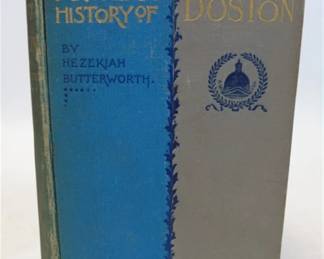 HISTORY OF BOSTON
BY
HEZEKIAH
BUTTERWORTH.